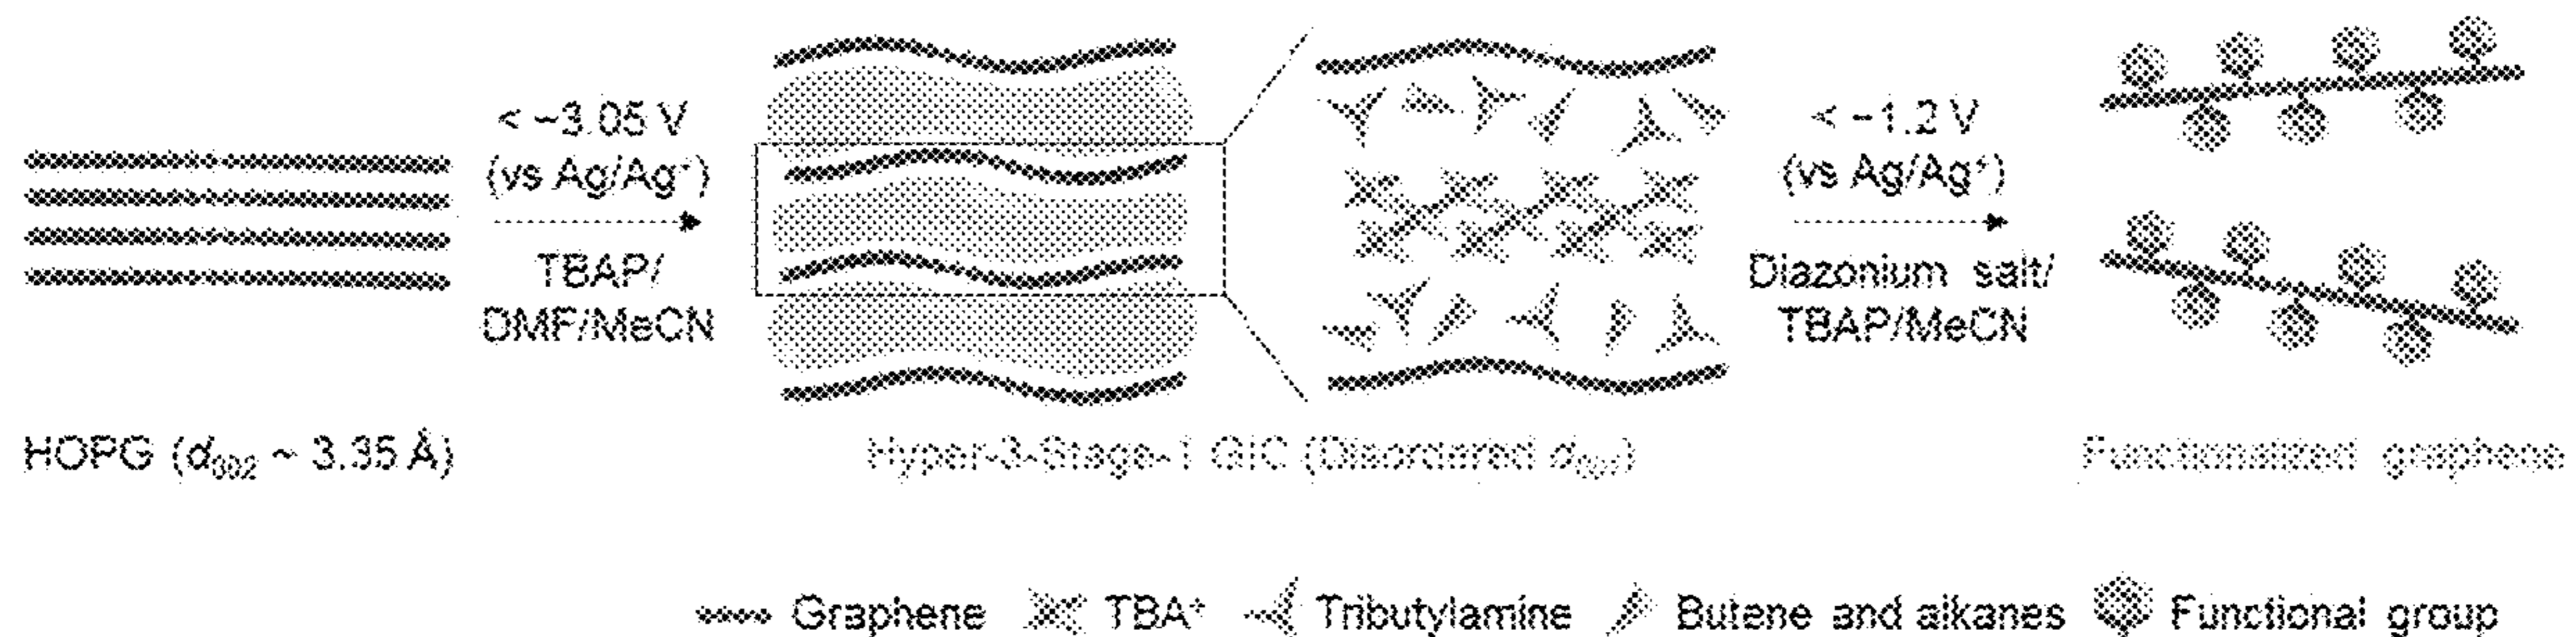 < −3.05 V
(vs Ag/Ag⁺)
TBAP/
DMF/MeCN
< −1.2 V
(vs Ag/Ag⁺)
Diazonium salt/
TBAP/MeCN
HOPG (d₀₀₂ ~ 3.35 Å)
Hyper-3-Stage-1 GIC (Disordered d₀₀₂)
Functionalized graphene
Graphene
TBA⁺
Tributylamine
Butene and alkanes
Functional group